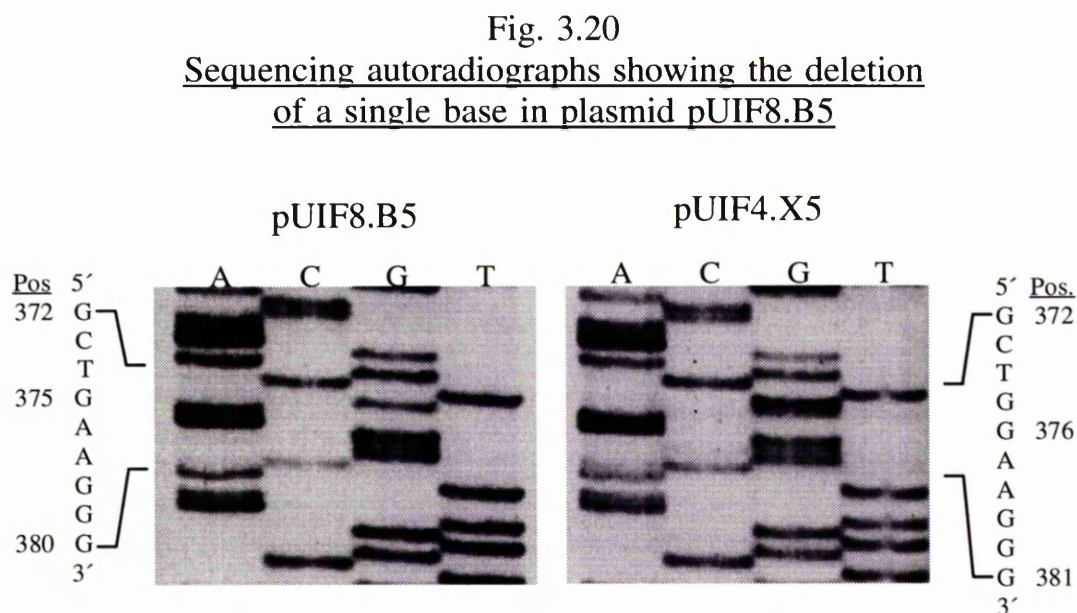 Fig. 3.20
Sequencing autoradiographs showing the deletion
of a single base in plasmid pUIF8.B5
pUIF8.B5
pUIF4.X5
A C G T
A C G T
Pos 5´
372 G
C
T
375 G
A
A
G
G
380 G
3´
5´ Pos.
G 372
C
T
G
G 376
A
A
G
G
G 381
3´